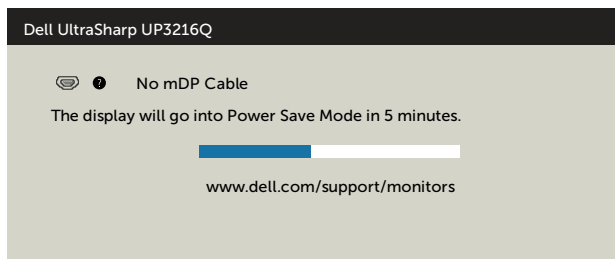 Dell UltraSharp UP3216Q
? No mDP Cable
The display will go into Power Save Mode in 5 minutes.
www.dell.com/support/monitors